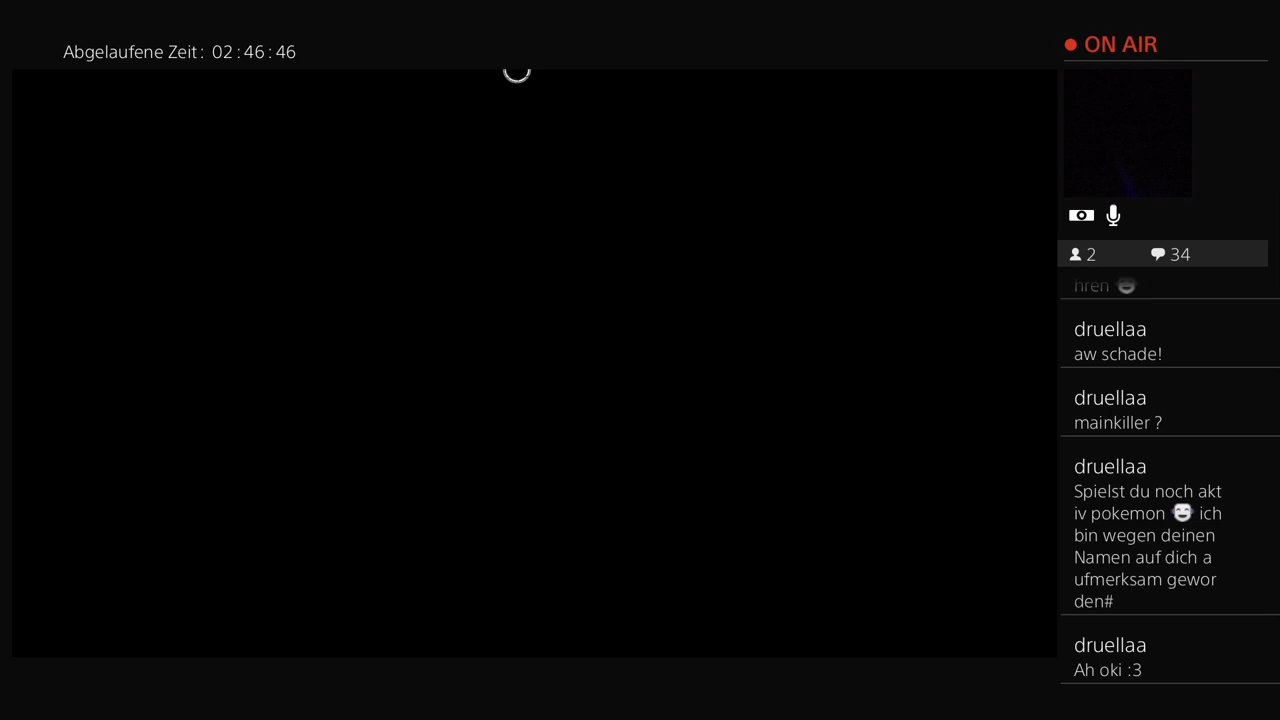 Abgelaufene Zeit: 02:46:46
ON AIR
2 34
hren
druellaa
aw schade!
druellaa
mainkiller ?
druellaa
Spielst du noch akt
iv pokemon ich
bin wegen deinen
Namen auf dich a
ufmerksam gewor
den#
druellaa
Ah oki :3